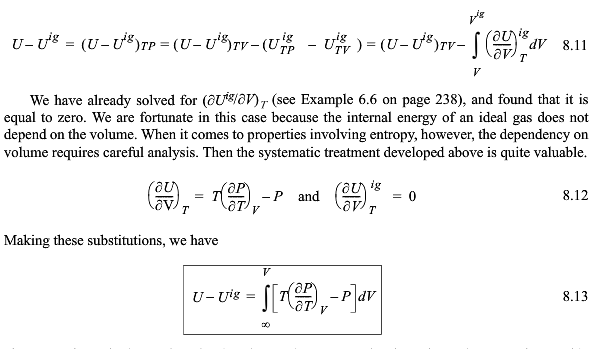 U – U^ig = (U – U^ig)_TP = (U – U^ig)_TV – (U^ig_TP – U^ig_TV) = (U – U^ig)_TV – ∫_V^{V^ig} (∂U/∂V)^ig_T dV 8.11
We have already solved for (∂U^ig/∂V)_T (see Example 6.6 on page 238), and found that it is
equal to zero. We are fortunate in this case because the internal energy of an ideal gas does not
depend on the volume. When it comes to properties involving entropy, however, the dependency on
volume requires careful analysis. Then the systematic treatment developed above is quite valuable.
(∂U/∂V)_T = T(∂P/∂T)_V – P and (∂U/∂V)^ig_T = 0 8.12
Making these substitutions, we have
U – U^ig = ∫_∞^V [T(∂P/∂T)_V – P] dV 8.13